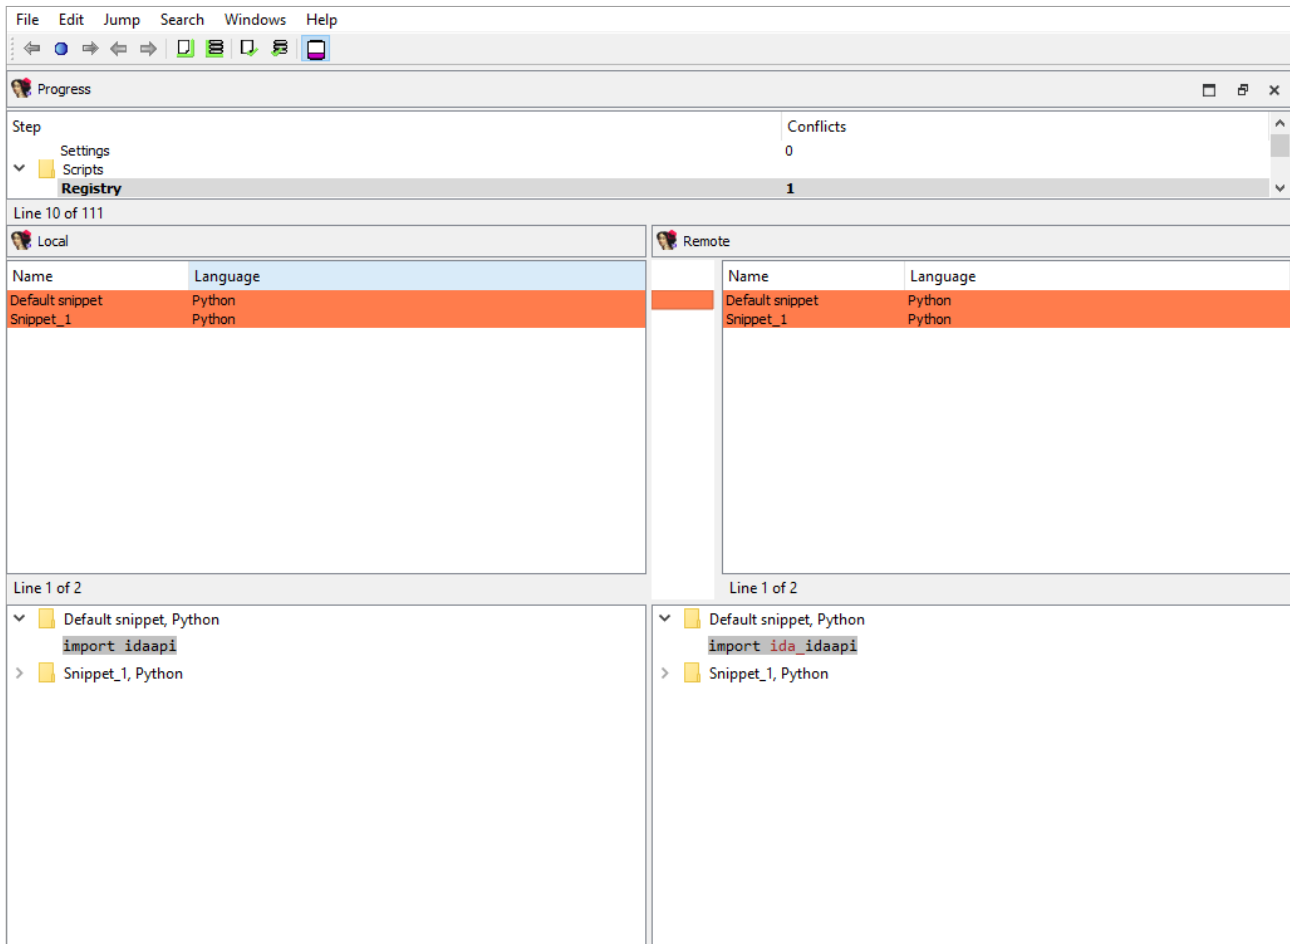 File Edit Jump Search Windows Help
Progress
Step Conflicts
Settings 0
Scripts
Registry 1
Line 10 of 111
Local Remote
Name Language Name Language
Default snippet Python Default snippet Python
Snippet_1 Python Snippet_1 Python
Line 1 of 2 Line 1 of 2
Default snippet, Python Default snippet, Python
import idaapi import ida_idaapi
Snippet_1, Python Snippet_1, Python